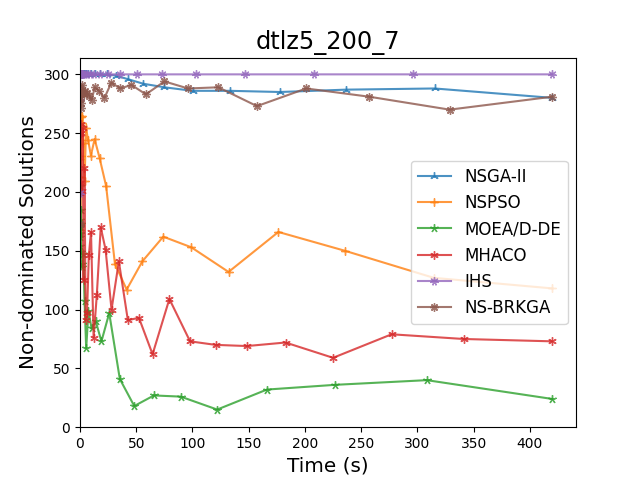 dtlz5_200_7
Non-dominated Solutions
300
250
200
150
100
50
0
0 50 100 150 200 250 300 350 400
Time (s)
NSGA-II
NSPSO
MOEA/D-DE
MHACO
IHS
NS-BRKGA